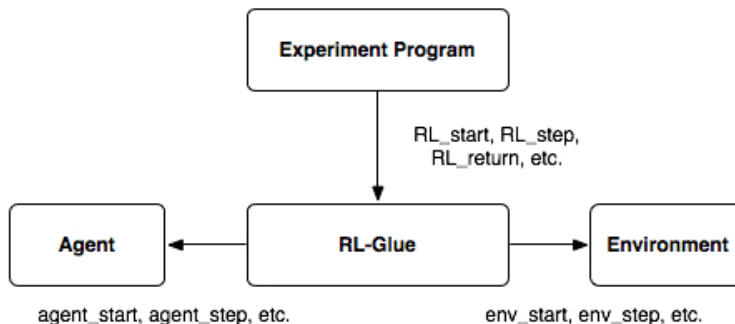 Experiment Program
RL_start, RL_step,
RL_return, etc.
Agent
RL-Glue
Environment
agent_start, agent_step, etc.
env_start, env_step, etc.